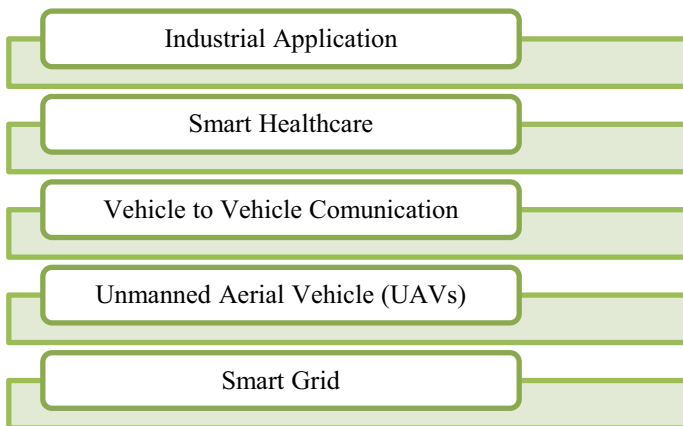 Industrial Application
Smart Healthcare
Vehicle to Vehicle Comunication
Unmanned Aerial Vehicle (UAVs)
Smart Grid